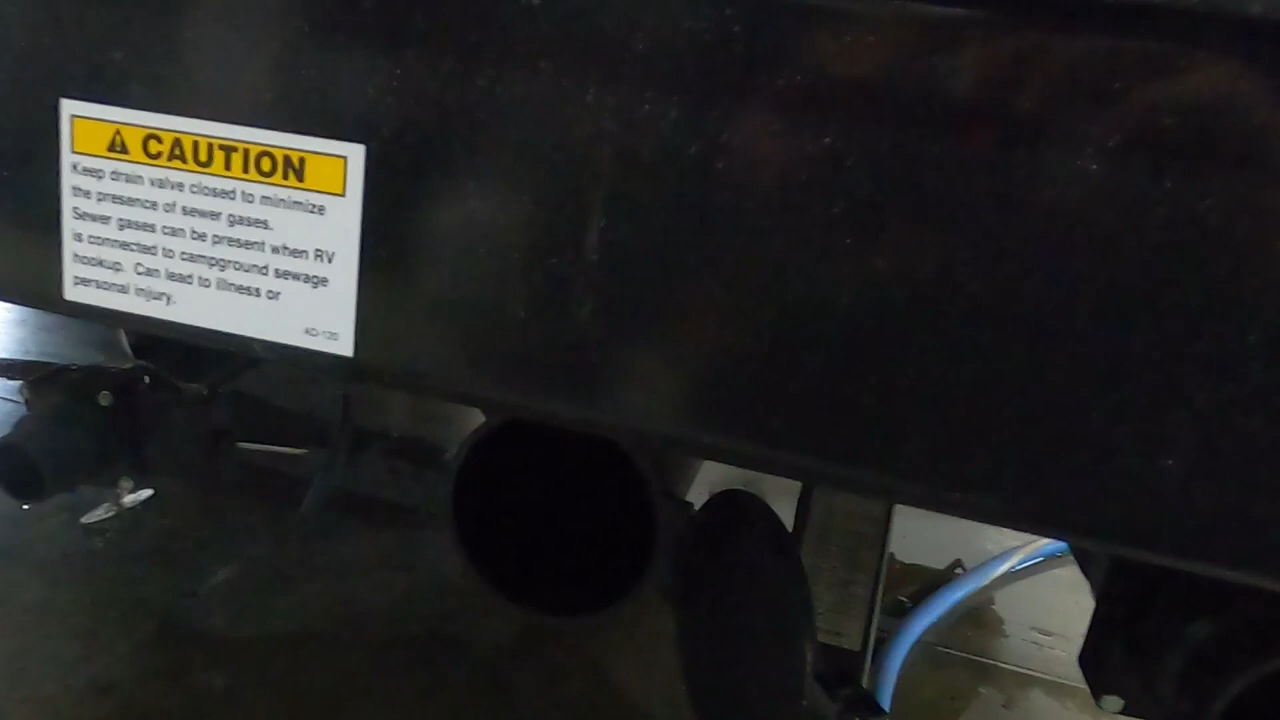 CAUTION
Keep drain valve closed to minimize
the presence of sewer gases.
Sewer gases can be present when RV
is connected to campground sewage
hookup. Can lead to illness or
personal injury.
AD-120